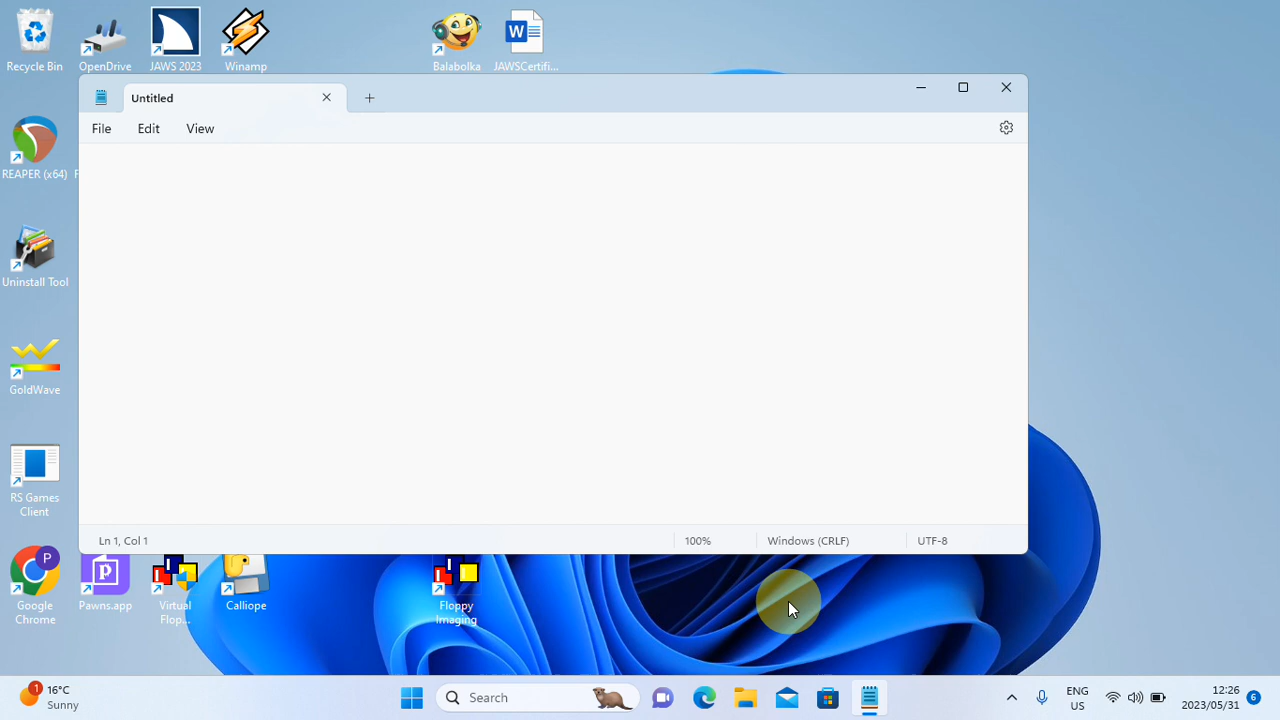 Recycle Bin
OpenDrive
JAWS 2023
Winamp
Balabolka
JAWSCertifi...
Untitled
File
Edit
View
REAPER (x64)
F
Uninstall Tool
GoldWave
RS Games
Client
Ln 1, Col 1
100%
Windows (CRLF)
UTF-8
Google
Chrome
Pawns.app
Virtual
Flop...
Calliope
Floppy
Imaging
1
16°C
Sunny
Search
ENG
US
12:26
2023/05/31
6